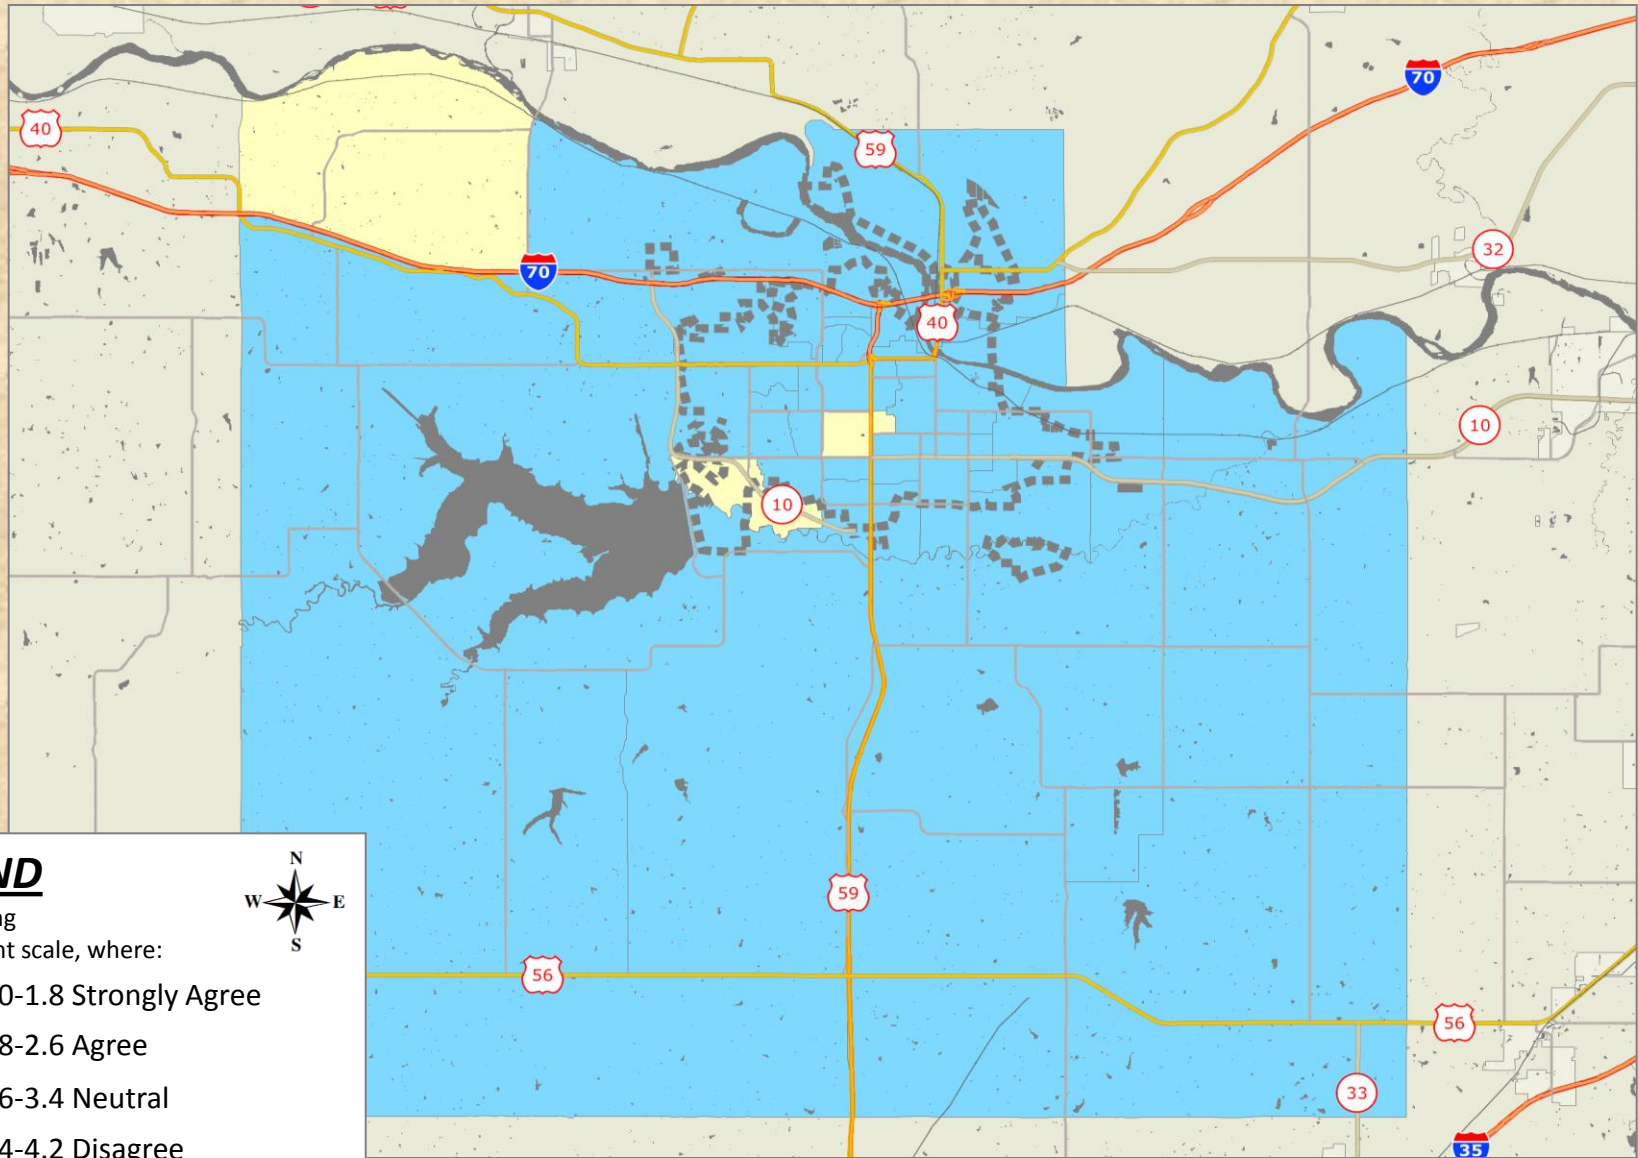 40
59
70
70
32
40
10
10
59
56
56
33
35
ND
N
W E
S
ng
nt scale, where:
0-1.8 Strongly Agree
8-2.6 Agree
6-3.4 Neutral
4-4.2 Disagree